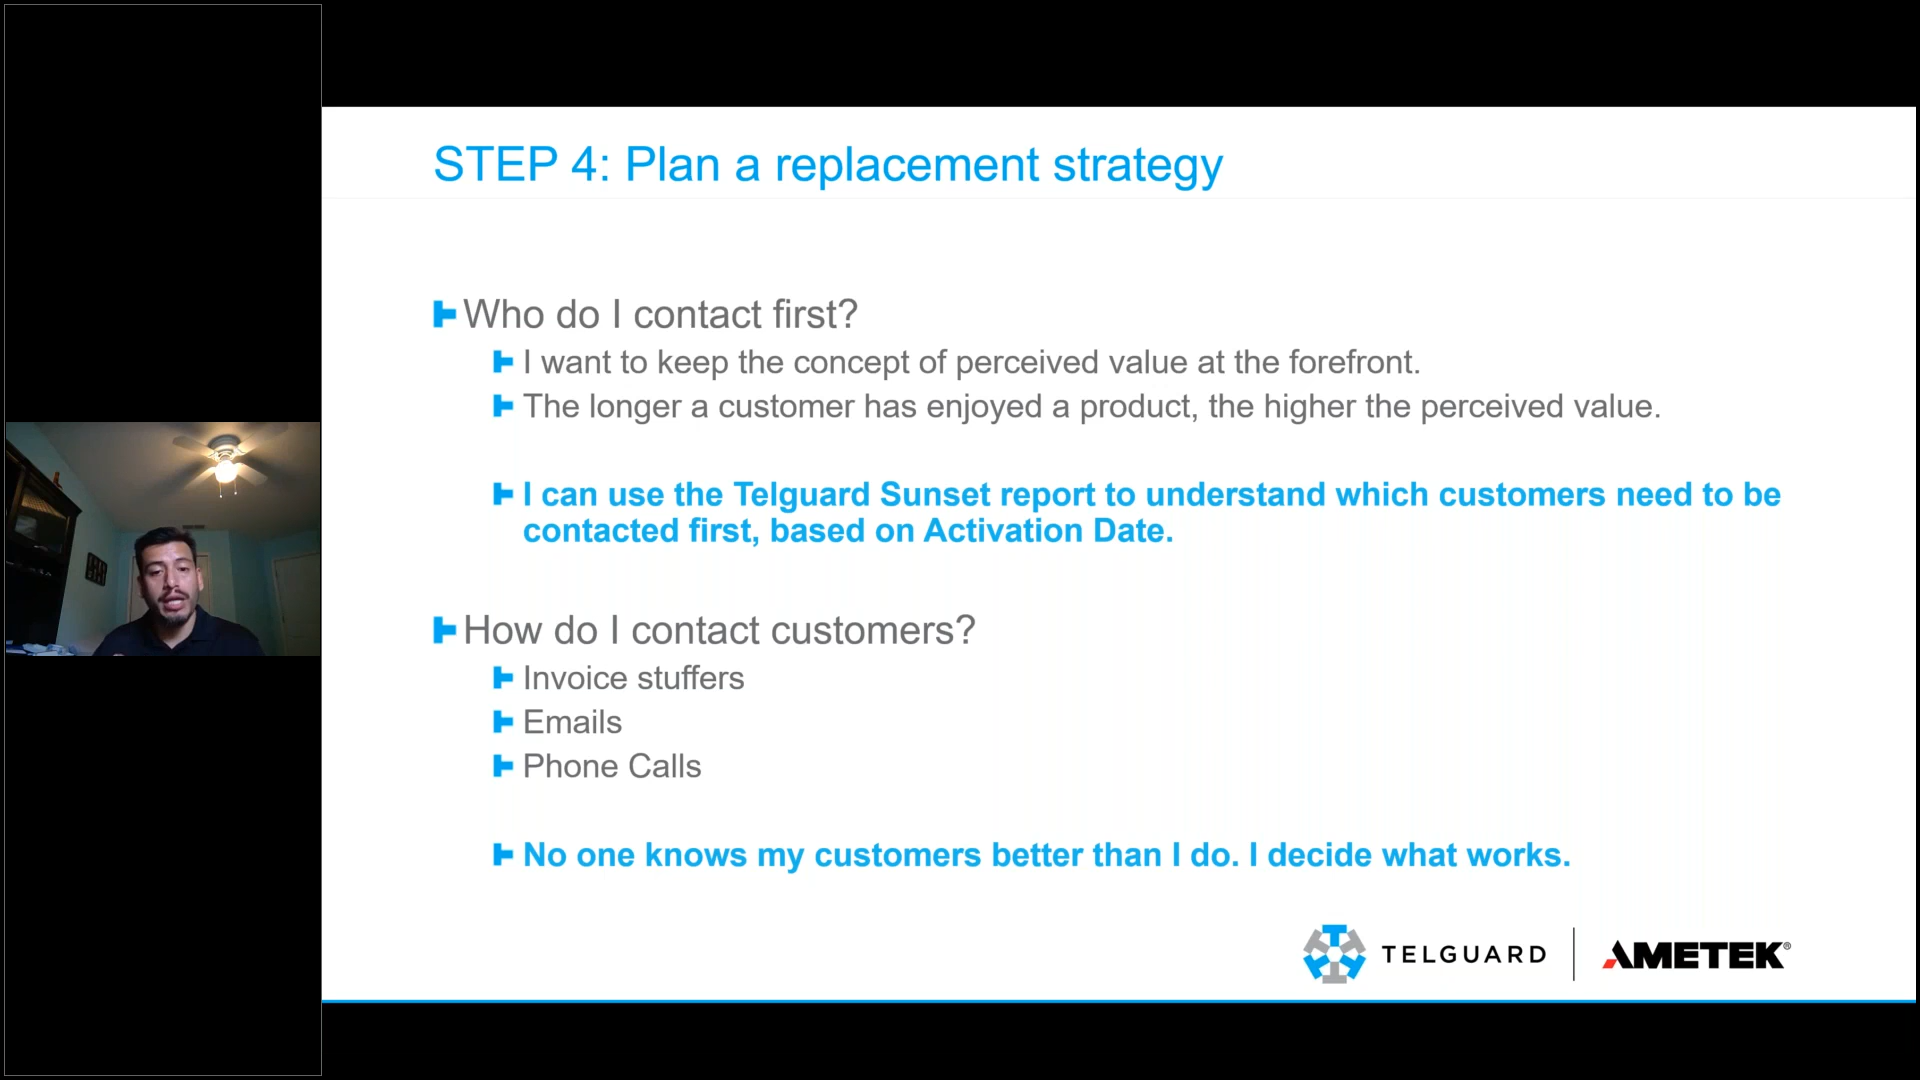 STEP 4: Plan a replacement strategy
Who do I contact first?
I want to keep the concept of perceived value at the forefront.
The longer a customer has enjoyed a product, the higher the perceived value.
I can use the Telguard Sunset report to understand which customers need to be
contacted first, based on Activation Date.
How do I contact customers?
Invoice stuffers
Emails
Phone Calls
No one knows my customers better than I do. I decide what works.
TELGUARD
AMETEK®